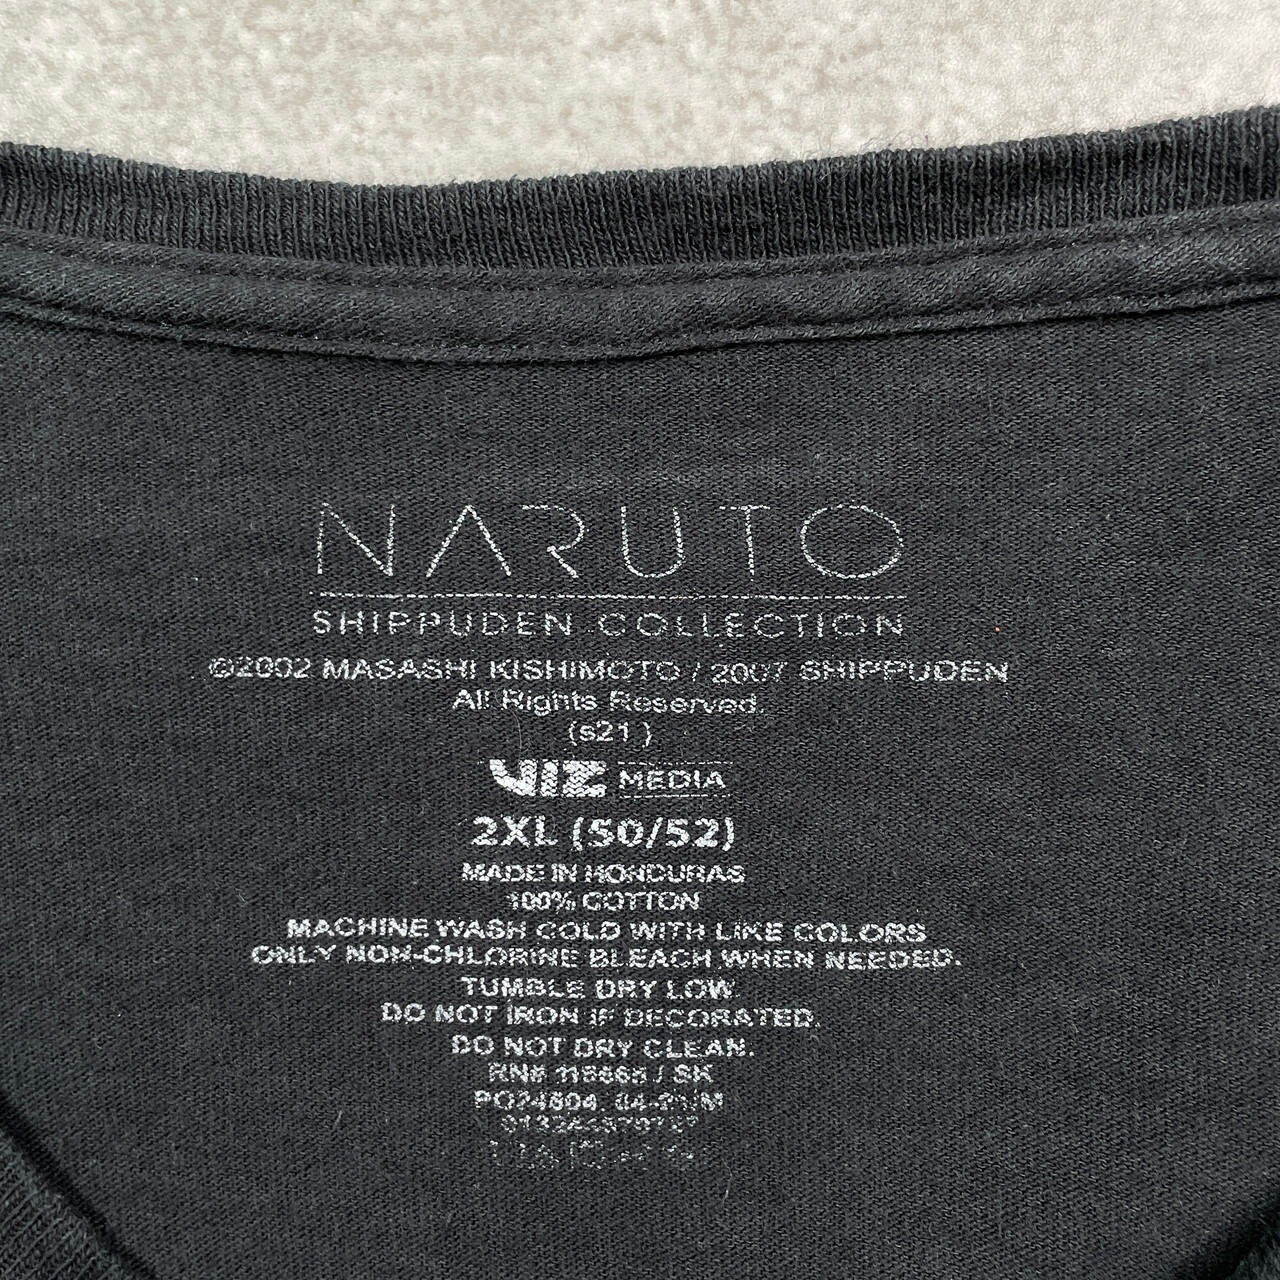 NARUTO
SHIPPUDEN COLLECTION
©2002 MASASHI KISHIMOTO / 2007 SHIPPUDEN
All Rights Reserved.
(s21 )
VIZ MEDIA
2XL (50/52)
MADE IN HONDURAS
100% COTTON
MACHINE WASH COLD WITH LIKE COLORS
ONLY NON-CHLORINE BLEACH WHEN NEEDED.
TUMBLE DRY LOW.
DO NOT IRON IF DECORATED.
DO NOT DRY CLEAN.
RN# / SK